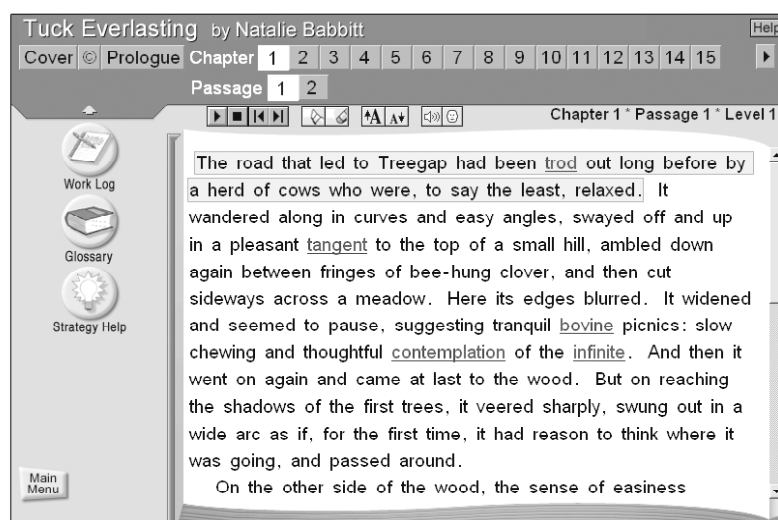 Tuck Everlasting by Natalie Babbitt
Help
Cover © Prologue Chapter 1 2 3 4 5 6 7 8 9 10 11 12 13 14 15
Passage 1 2
A A
Chapter 1 * Passage 1 * Level 1
Work Log
Glossary
Strategy Help
Main
Menu
The road that led to Treegap had been trod out long before by
a herd of cows who were, to say the least, relaxed. It
wandered along in curves and easy angles, swayed off and up
in a pleasant tangent to the top of a small hill, ambled down
again between fringes of bee-hung clover, and then cut
sideways across a meadow. Here its edges blurred. It widened
and seemed to pause, suggesting tranquil bovine picnics: slow
chewing and thoughtful contemplation of the infinite. And then it
went on again and came at last to the wood. But on reaching
the shadows of the first trees, it veered sharply, swung out in a
wide arc as if, for the first time, it had reason to think where it
was going, and passed around.
On the other side of the wood, the sense of easiness